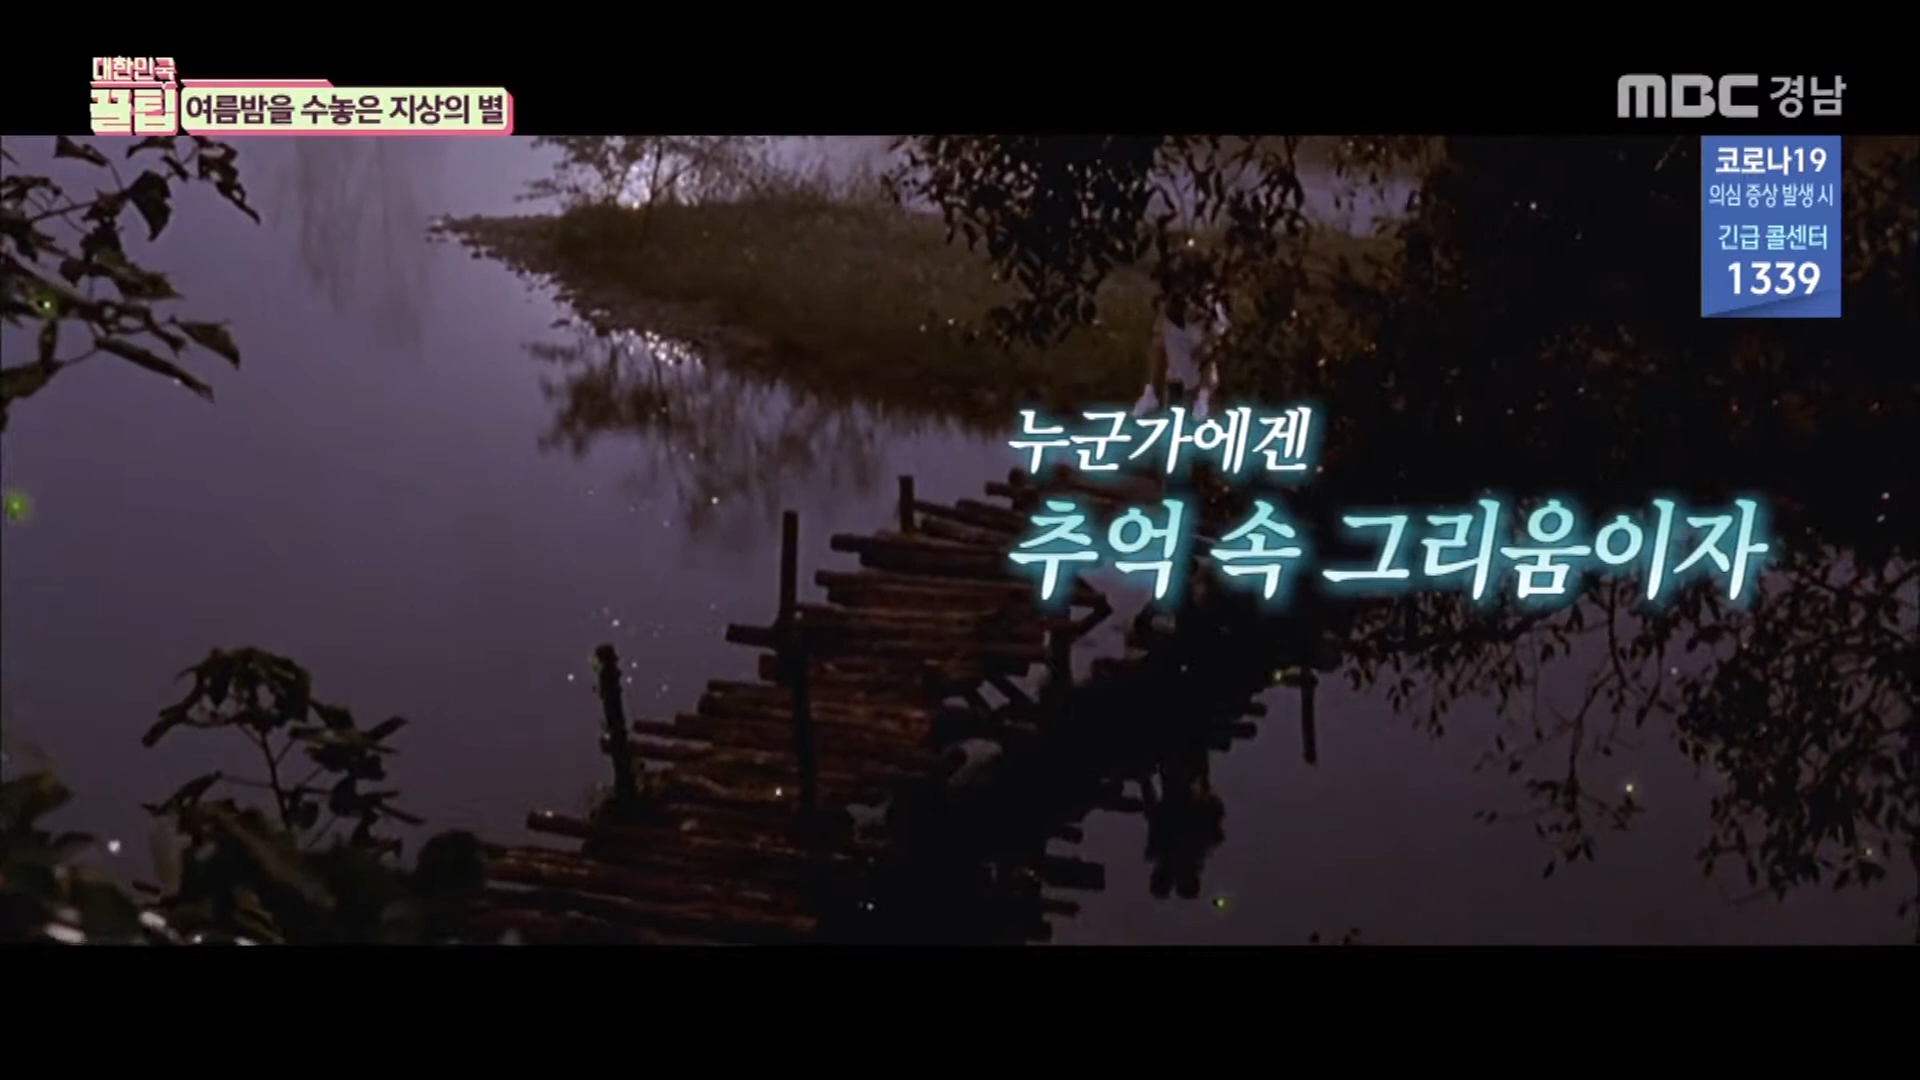 대한민국
꿀팁
여름밤을 수놓은 지상의 별
MBC 경남
코로나19
의심 증상 발생 시
긴급 콜센터
1339
누군가에겐
추억 속 그리움이자